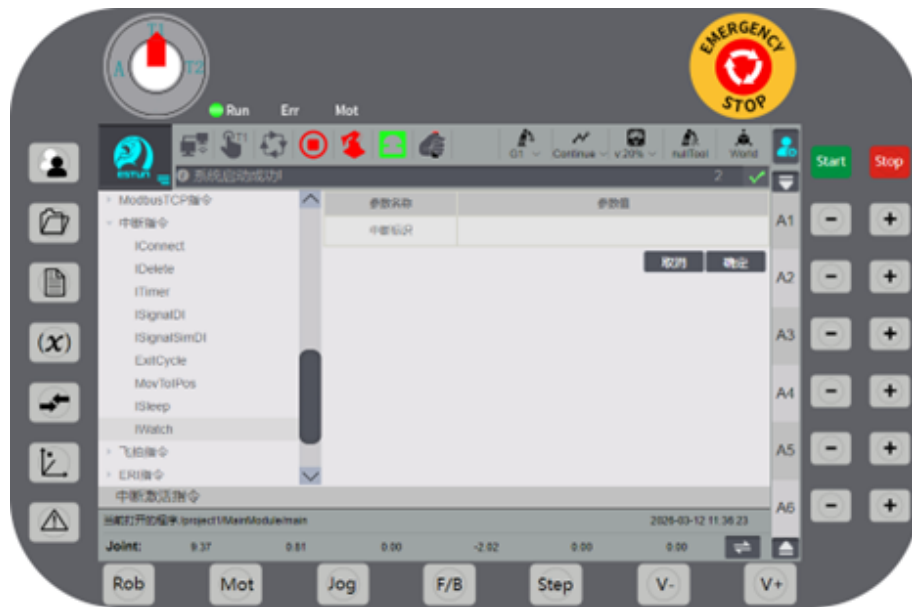 T1
A
T2
EMERGENCY
STOP
Run Err Mot
T1
G1 Continue v:20% nullTool World
Start
Stop
ESTUN
系统启动成功! 2
ModbusTCP指令
中断指令
IConnect
IDelete
ITimer
ISignalDI
ISignalSimDI
ExitCycle
MovToIPos
ISleep
IWatch
飞拍指令
ERI指令
参数名称 参数值
中断标识
取消 确定
中断激活指令
当前打开的程序:/project1/MainModule/main 2026-03-12 11:36:23
Joint: 9.37 0.61 0.00 -2.02 0.00 0.00
A1 - +
A2 - +
A3 - +
A4 - +
A5 - +
A6 - +
(x)
Rob Mot Jog F/B Step V- V+